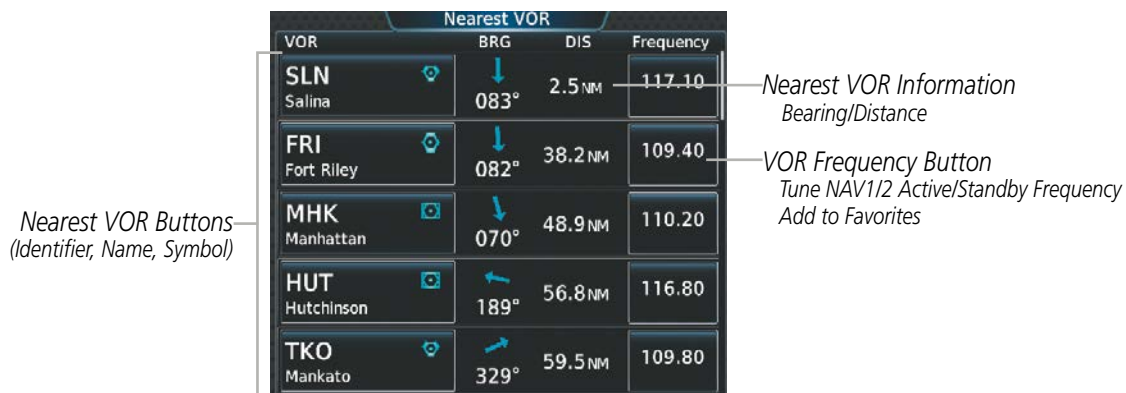 Nearest VOR
VOR BRG DIS Frequency
SLN
Salina
083°
2.5NM
117.10
FRI
Fort Riley
082°
38.2NM
109.40
MHK
Manhattan
070°
48.9NM
110.20
HUT
Hutchinson
189°
56.8NM
116.80
TKO
Mankato
329°
59.5NM
109.80
Nearest VOR Buttons
(Identifier, Name, Symbol)
Nearest VOR Information
Bearing/Distance
VOR Frequency Button
Tune NAV1/2 Active/Standby Frequency
Add to Favorites